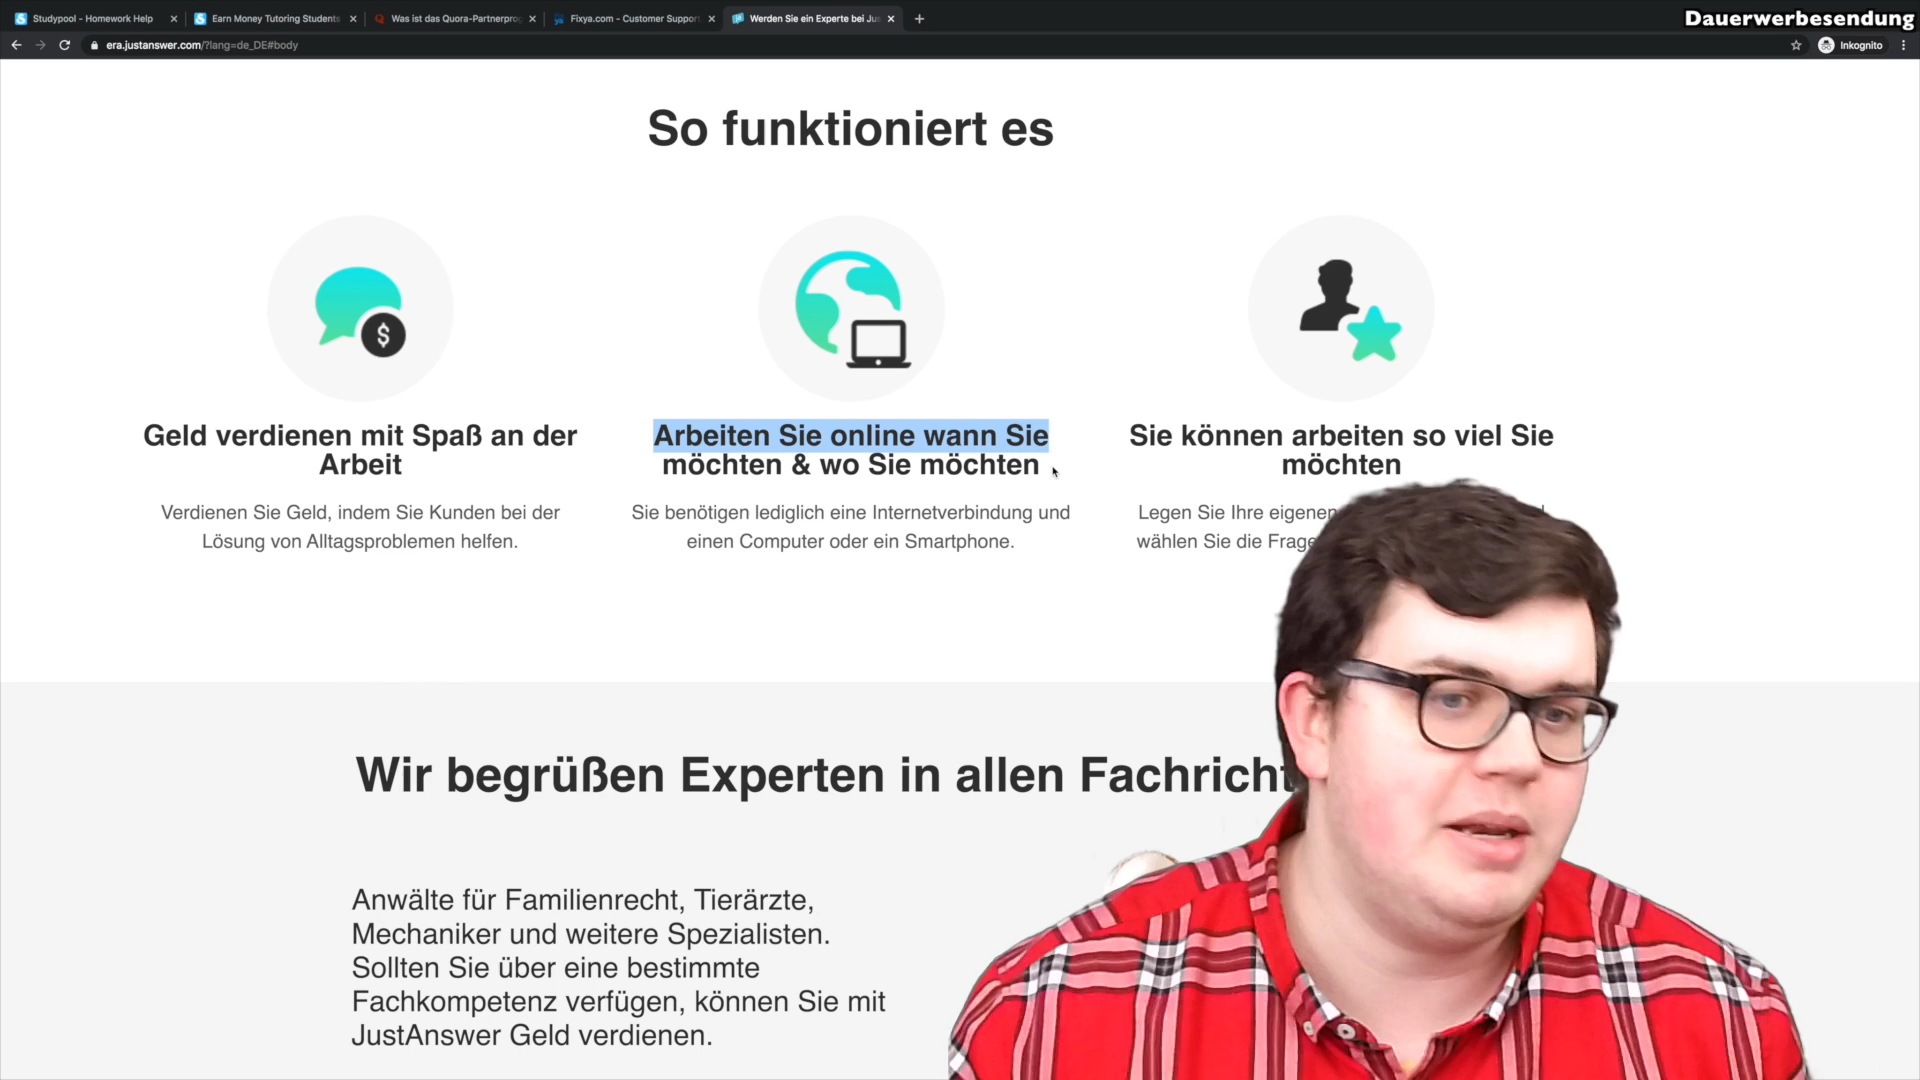 Studypool - Homework Help
Earn Money Tutoring Students
Was ist das Quora-Partnerprog
Fixya.com - Customer Support
Werden Sie ein Experte bei Jus
Dauerwerbesendung
era.justanswer.com/?lang=de_DE#body
Inkognito
So funktioniert es
$
Geld verdienen mit Spaß an der
Arbeit
Verdienen Sie Geld, indem Sie Kunden bei der
Lösung von Alltagsproblemen helfen.
Arbeiten Sie online wann Sie
möchten & wo Sie möchten
Sie benötigen lediglich eine Internetverbindung und
einen Computer oder ein Smartphone.
Sie können arbeiten so viel Sie
möchten
Legen Sie Ihre eigenen
wählen Sie die Frage
Wir begrüßen Experten in allen Fachricht
Anwälte für Familienrecht, Tierärzte,
Mechaniker und weitere Spezialisten.
Sollten Sie über eine bestimmte
Fachkompetenz verfügen, können Sie mit
JustAnswer Geld verdienen.